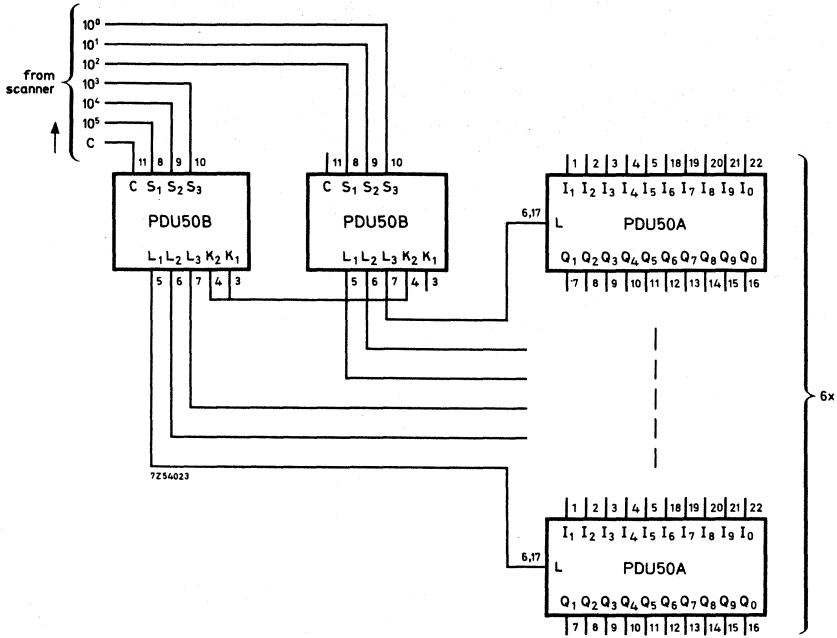 from
scanner
10⁰
10¹
10²
10³
10⁴
10⁵
C
11 8 9 10
C S₁ S₂ S₃
PDU50B
L₁ L₂ L₃ K₂ K₁
5 6 7 4 3
11 8 9 10
C S₁ S₂ S₃
PDU50B
L₁ L₂ L₃ K₂ K₁
5 6 7 4 3
1 2 3 4 5 18 19 20 21 22
I₁ I₂ I₃ I₄ I₅ I₆ I₇ I₈ I₉ I₀
6,17
L
PDU50A
Q₁ Q₂ Q₃ Q₄ Q₅ Q₆ Q₇ Q₈ Q₉ Q₀
7 8 9 10 11 12 13 14 15 16
6x
7Z54023
1 2 3 4 5 18 19 20 21 22
I₁ I₂ I₃ I₄ I₅ I₆ I₇ I₈ I₉ I₀
6,17
L
PDU50A
Q₁ Q₂ Q₃ Q₄ Q₅ Q₆ Q₇ Q₈ Q₉ Q₀
7 8 9 10 11 12 13 14 15 16